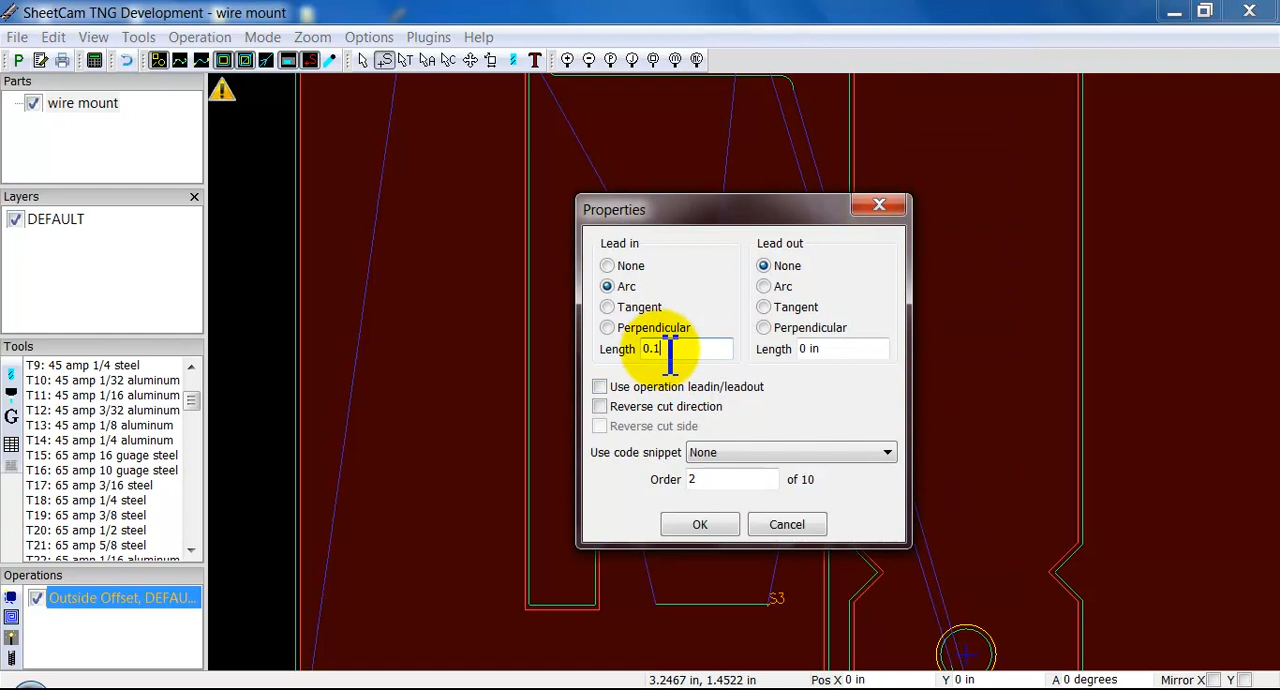 SheetCam TNG Development - wire mount
File Edit View Tools Operation Mode Zoom Options Plugins Help
Parts
wire mount
Layers
DEFAULT
Tools
T9: 45 amp 1/4 steel
T10: 45 amp 1/32 aluminum
T11: 45 amp 1/16 aluminum
T12: 45 amp 3/32 aluminum
T13: 45 amp 1/8 aluminum
T14: 45 amp 1/4 aluminum
T15: 65 amp 16 guage steel
T16: 65 amp 10 guage steel
T17: 65 amp 3/16 steel
T18: 65 amp 1/4 steel
T19: 65 amp 3/8 steel
T20: 65 amp 1/2 steel
T21: 65 amp 5/8 steel
T22: 65 amp 1/16 aluminum
Operations
Outside Offset, DEFAU...
Properties
Lead in
None
Arc
Tangent
Perpendicular
Length 0.1
Lead out
None
Arc
Tangent
Perpendicular
Length 0 in
Use operation leadin/leadout
Reverse cut direction
Reverse cut side
Use code snippet None
Order 2 of 10
OK Cancel
S3
3.2467 in, 1.4522 in Pos X 0 in Y 0 in A 0 degrees Mirror X Y